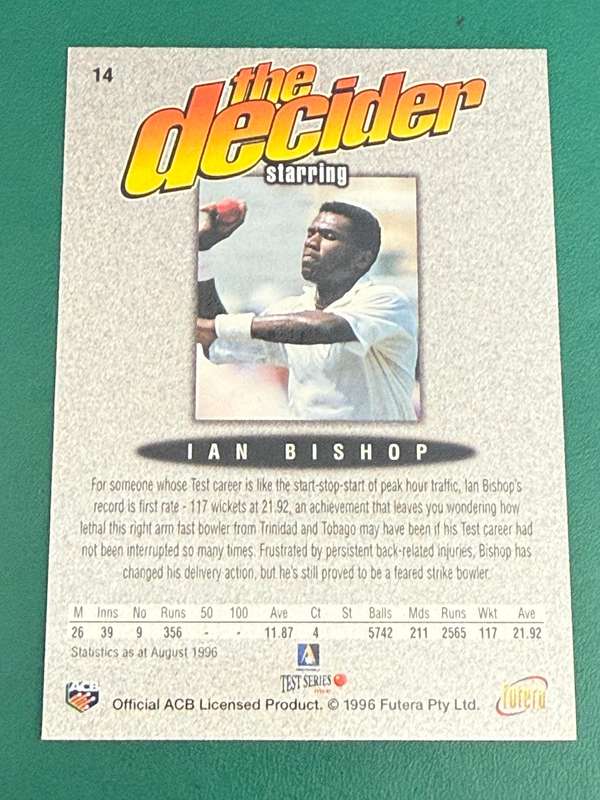 14
the
decider
starring
IAN BISHOP
For someone whose Test career is like the start-stop-start of peak hour traffic, Ian Bishop's
record is first rate - 117 wickets at 21.92, an achievement that leaves you wondering how
lethal this right arm fast bowler from Trinidad and Tobago may have been if his Test career had
not been interrupted so many times. Frustrated by persistent back-related injuries, Bishop has
changed his delivery action, but he's still proved to be a feared strike bowler.
M Inns No Runs 50 100 Ave Ct St Balls Mds Runs Wkt Ave
26 39 9 356 - - 11.87 4 5742 211 2565 117 21.92
Statistics as at August 1996
TEST SERIES
ACB
Official ACB Licensed Product. © 1996 Futera Pty Ltd.
futera